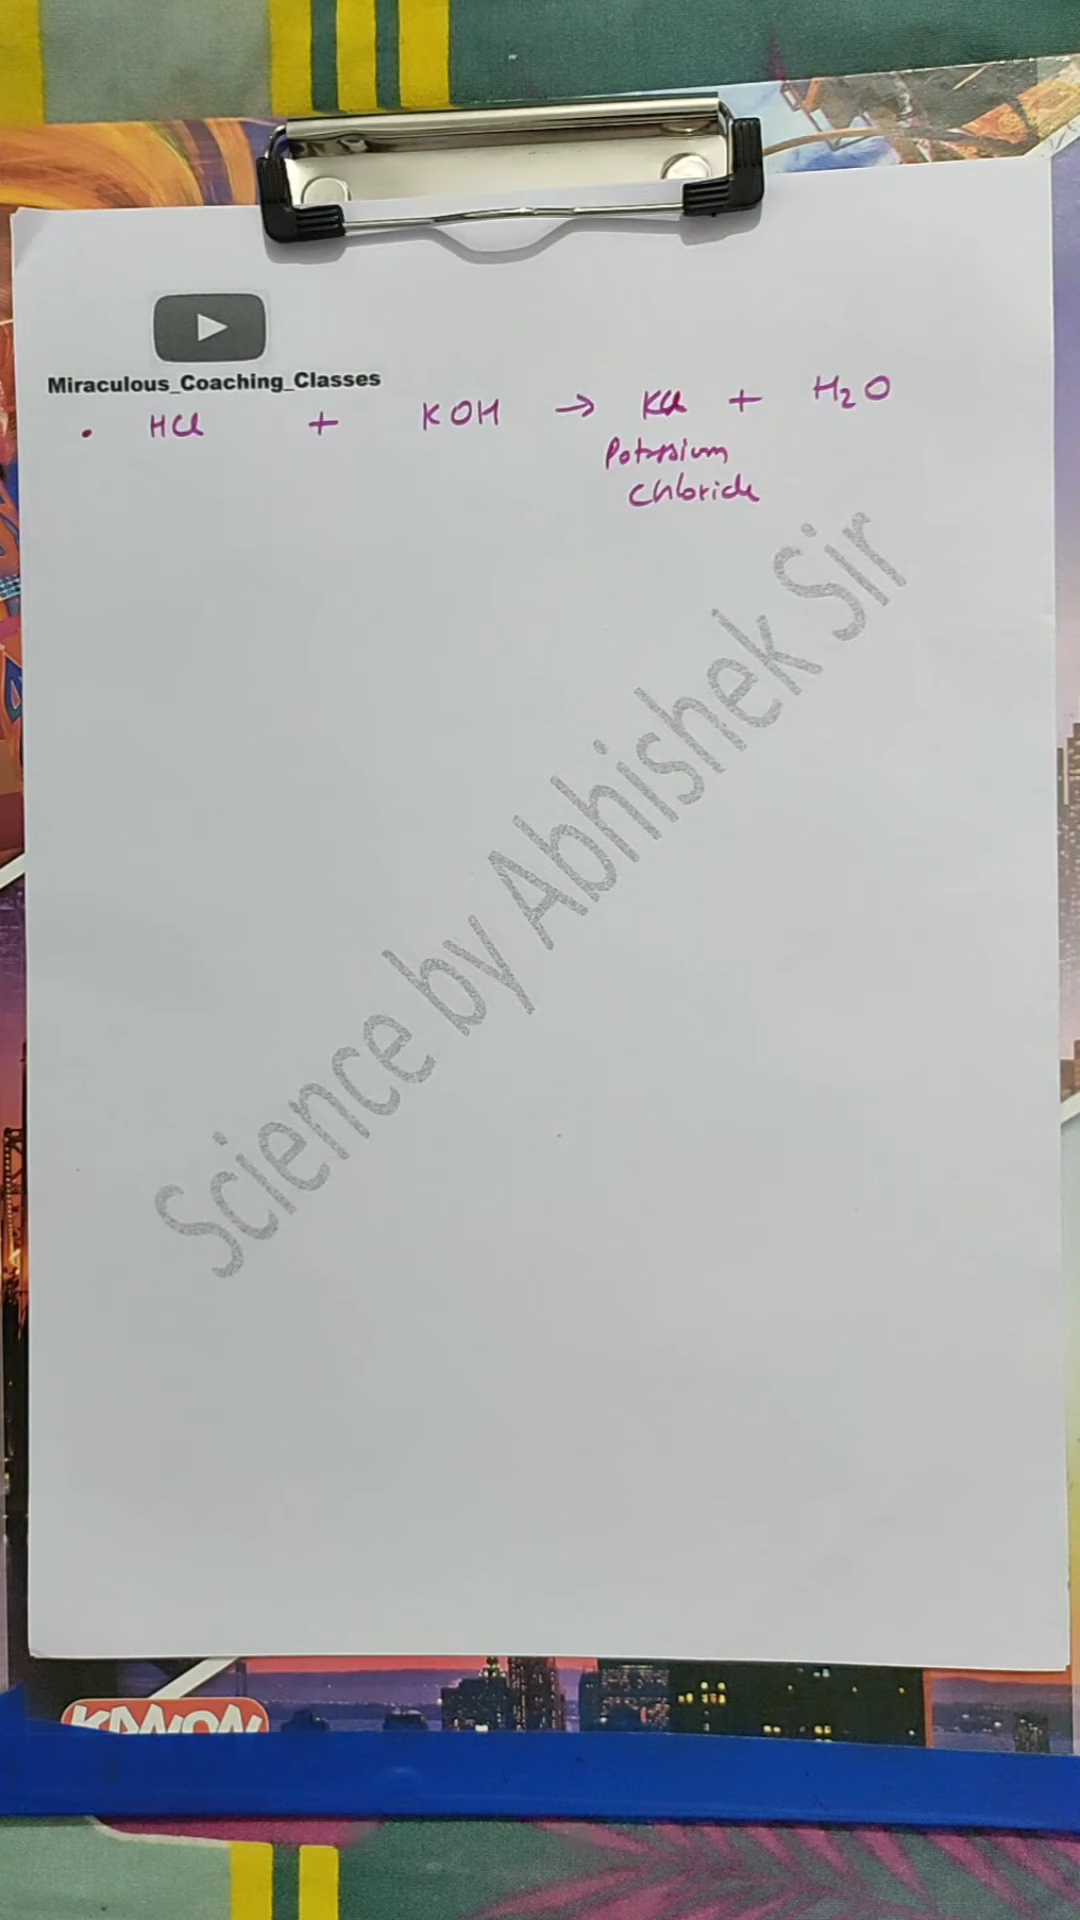 Miraculous_Coaching_Classes
• HCl + KOH → KCl + H₂O
Potassium
Chloride
Science by Abhishek Sir